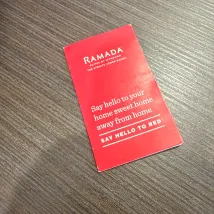 RAMADA
Say hello to your
home sweet home
away from home
SAY HELLO TO RED